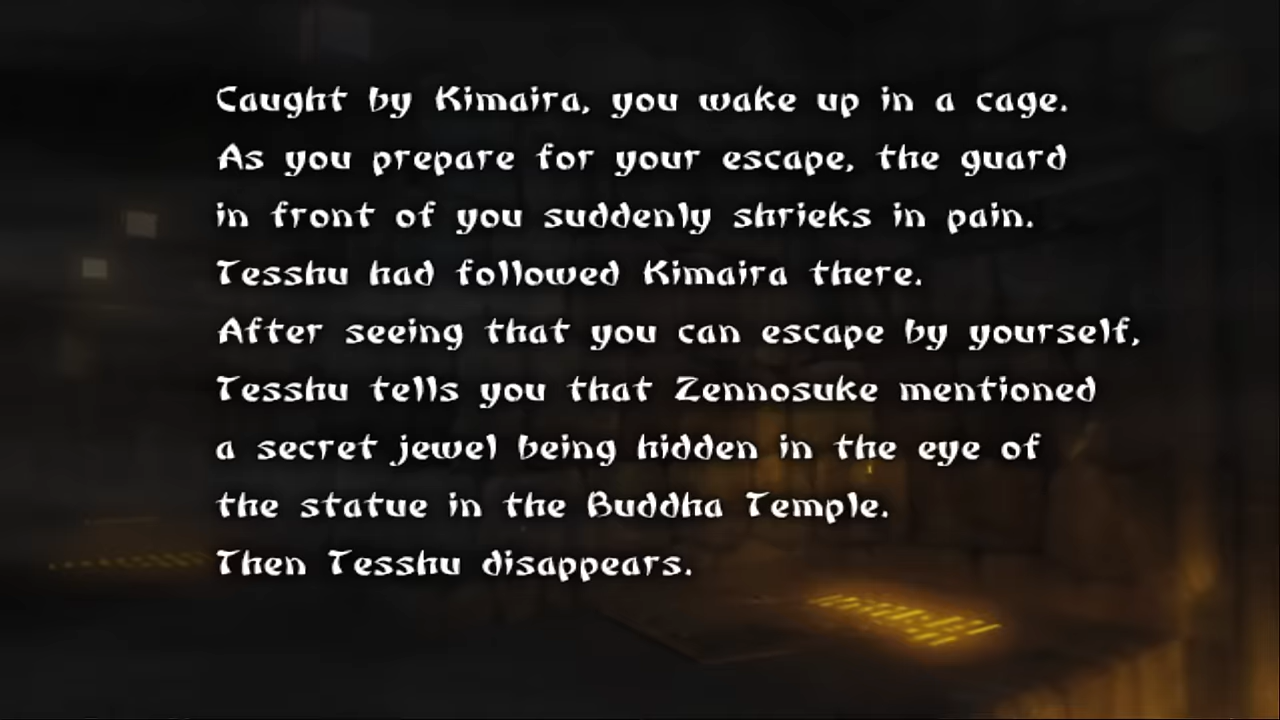 Caught by Kimaira, you wake up in a cage.
As you prepare for your escape, the guard
in front of you suddenly shrieks in pain.
Tesshu had followed Kimaira there.
After seeing that you can escape by yourself,
Tesshu tells you that Zennosuke mentioned
a secret jewel being hidden in the eye of
the statue in the Buddha Temple.
Then Tesshu disappears.